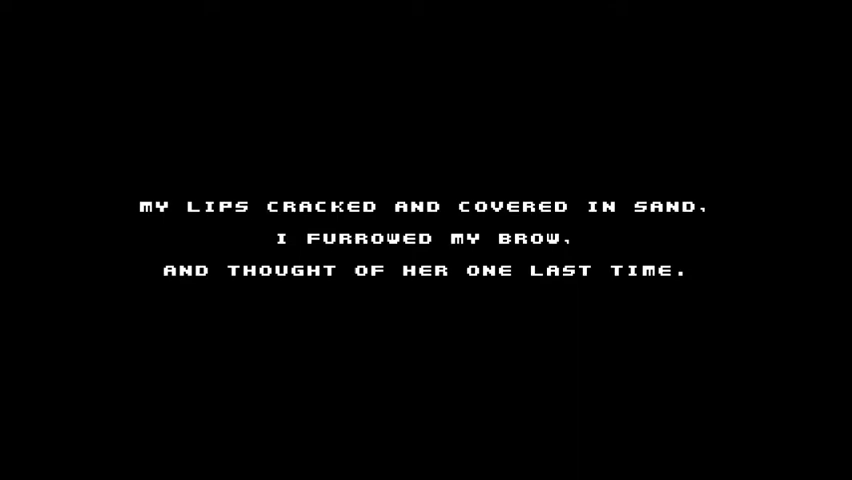 MY LIPS CRACKED AND COVERED IN SAND,
I FURROWED MY BROW,
AND THOUGHT OF HER ONE LAST TIME.